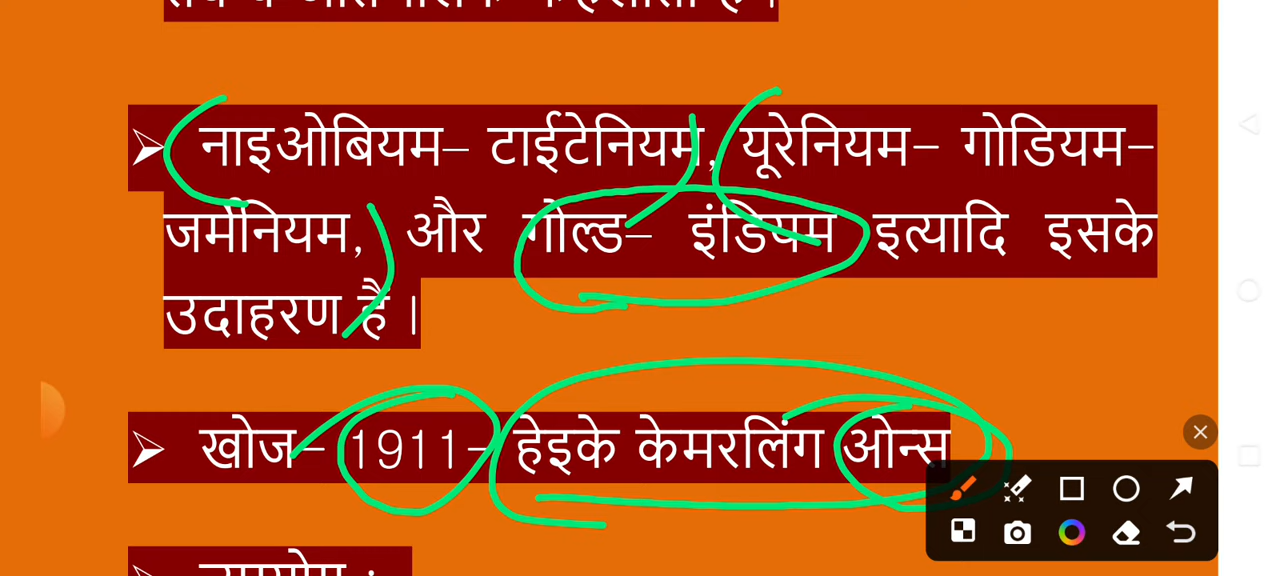 ➢ नाइओबियम– टाईटेनियम, यूरेनियम– गोडियम–
जर्मेनियम, और गोल्ड– इंडियम इत्यादि इसके
उदाहरण है ।
➢ खोज– 1911– हेइके केमरलिंग ओन्स